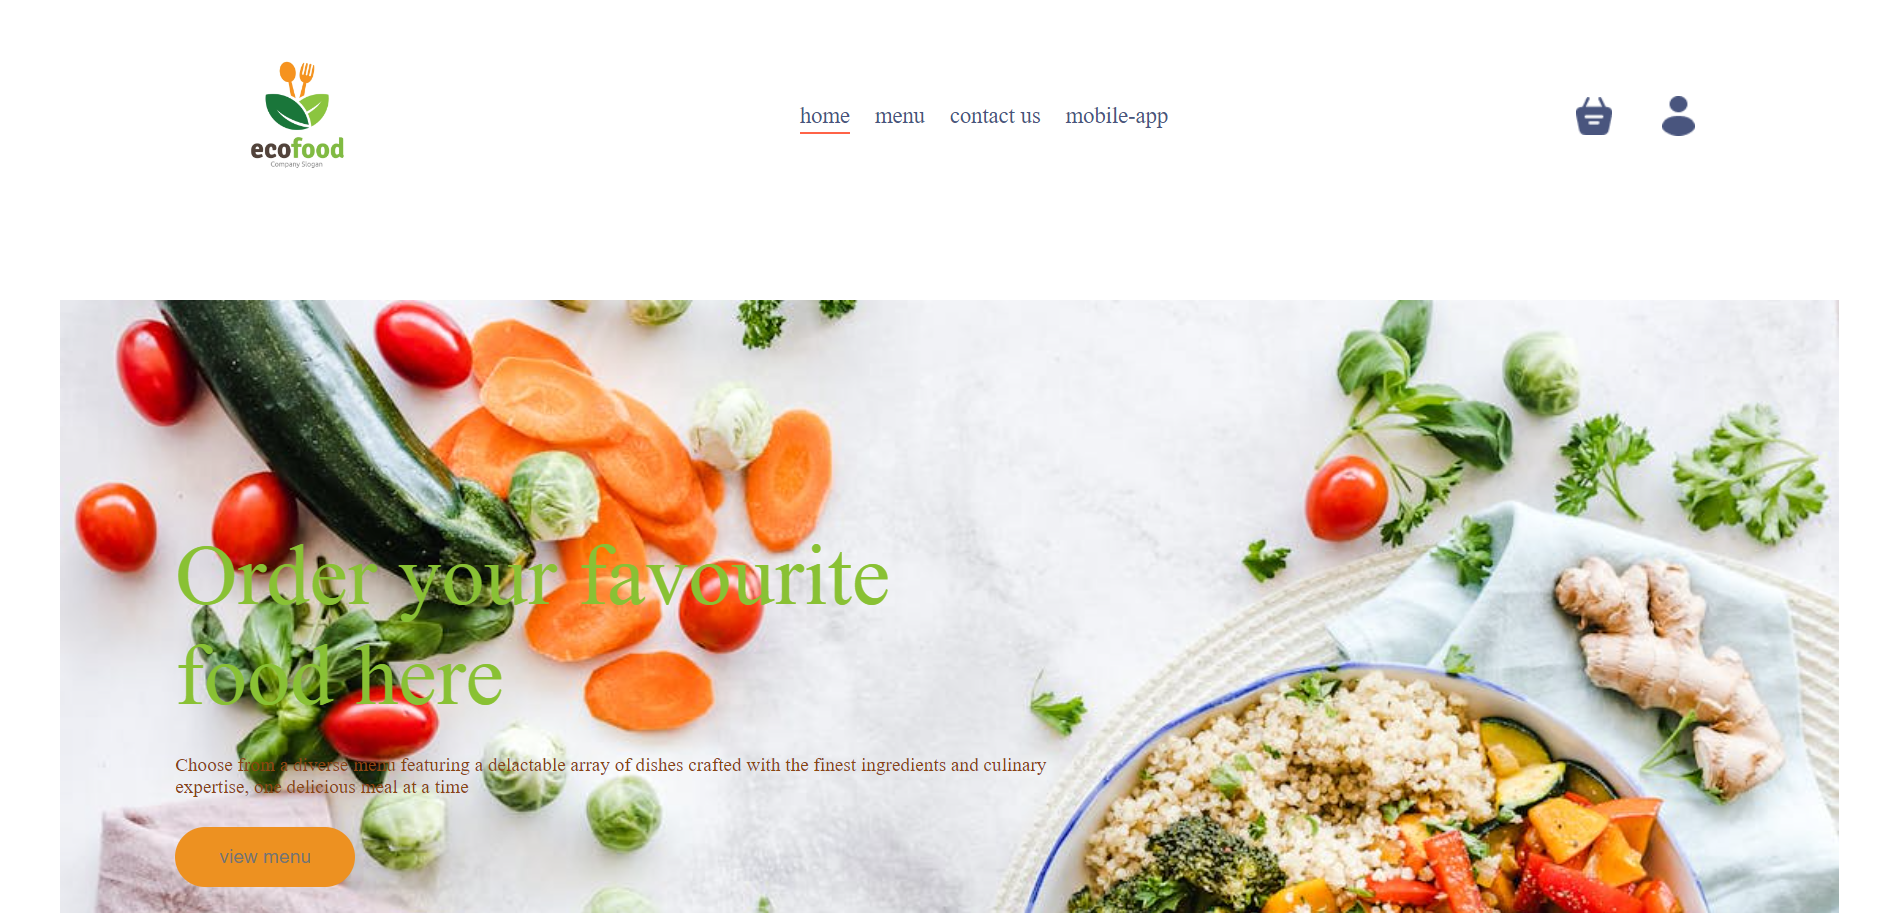 ecofood
Company Slogan
home menu contact us mobile-app
Order your favourite
food here
Choose from a diverse menu featuring a delactable array of dishes crafted with the finest ingredients and culinary
expertise, one delicious meal at a time
view menu